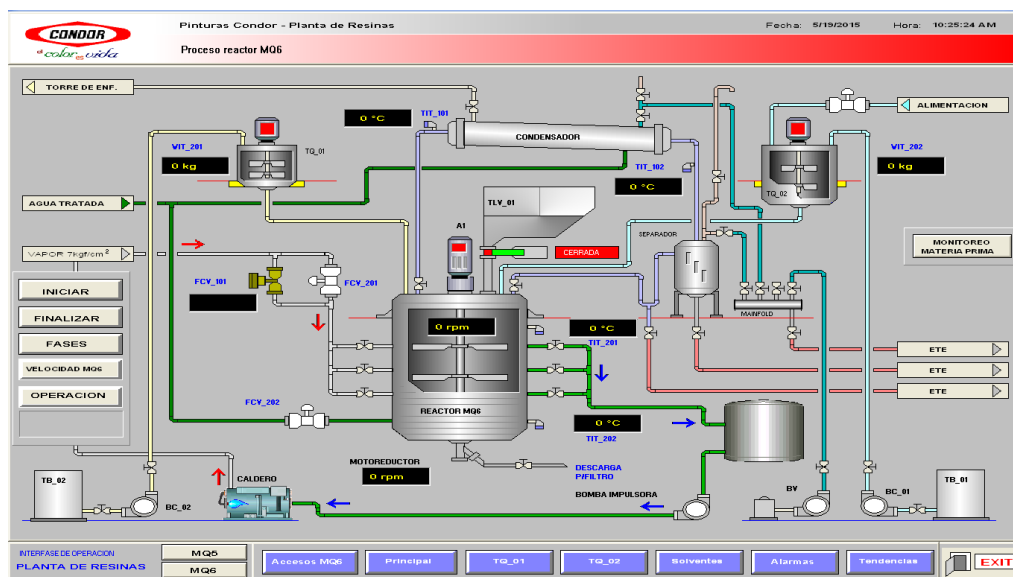 CONDOR
el color es vida
Pinturas Condor - Planta de Resinas
Fecha: 5/19/2015
Hora: 10:25:24 AM
Proceso reactor MQ6
TORRE DE ENF.
0 °C
TIT_101
CONDENSADOR
ALIMENTACION
WIT_201
0 kg
TQ_01
TIT_102
0 °C
WIT_202
0 kg
TQ_02
AGUA TRATADA
TLV_01
A1
SEPARADOR
CERRADA
MONITOREO
MATERIA PRIMA
VAPOR 7kgf/cm²
FCV_101
FCV_201
INICIAR
FINALIZAR
FASES
VELOCIDAD MQ6
OPERACION
0 rpm
0 °C
TIT_201
MAINFOLD
ETE
ETE
ETE
FCV_202
REACTOR MQ6
0 °C
TIT_202
MOTOREDUCTOR
0 rpm
DESCARGA
P/FILTRO
BOMBA IMPULSORA
TB_02
BC_02
CALDERO
BV
BC_01
TB_01
INTERFASE DE OPERACION
PLANTA DE RESINAS
MQ5
MQ6
Accesos MQ6
Principal
TQ_01
TQ_02
Solventes
Alarmas
Tendencias
EXIT